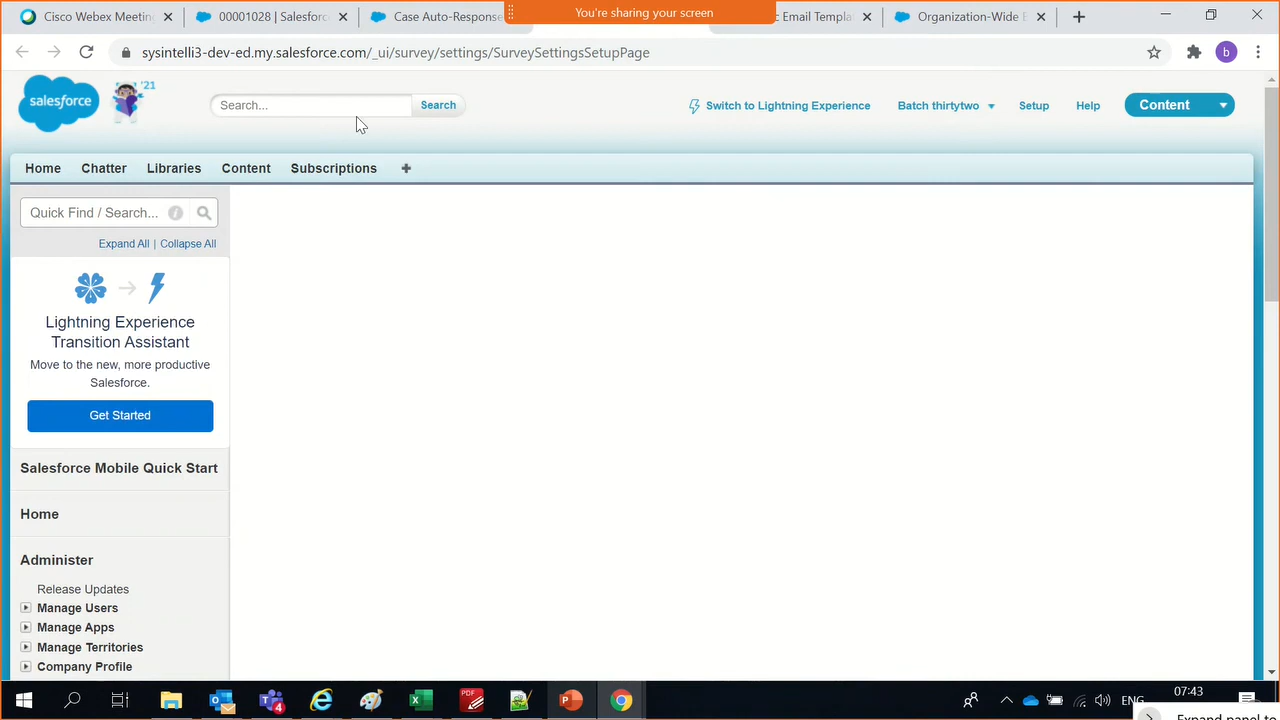 Cisco Webex Meetin
00001028 | Salesforc
Case Auto-Response
You're sharing your screen
ic Email Templa
Organization-Wide E
sysintelli3-dev-ed.my.salesforce.com/_ui/survey/settings/SurveySettingsSetupPage
b
salesforce
'21
Search...
Search
Switch to Lightning Experience
Batch thirtytwo
Setup
Help
Content
Home
Chatter
Libraries
Content
Subscriptions
Quick Find / Search...
Expand All | Collapse All
Lightning Experience
Transition Assistant
Move to the new, more productive
Salesforce.
Get Started
Salesforce Mobile Quick Start
Home
Administer
Release Updates
Manage Users
Manage Apps
Manage Territories
Company Profile
PDF
ENG
07:43
Expand panel to